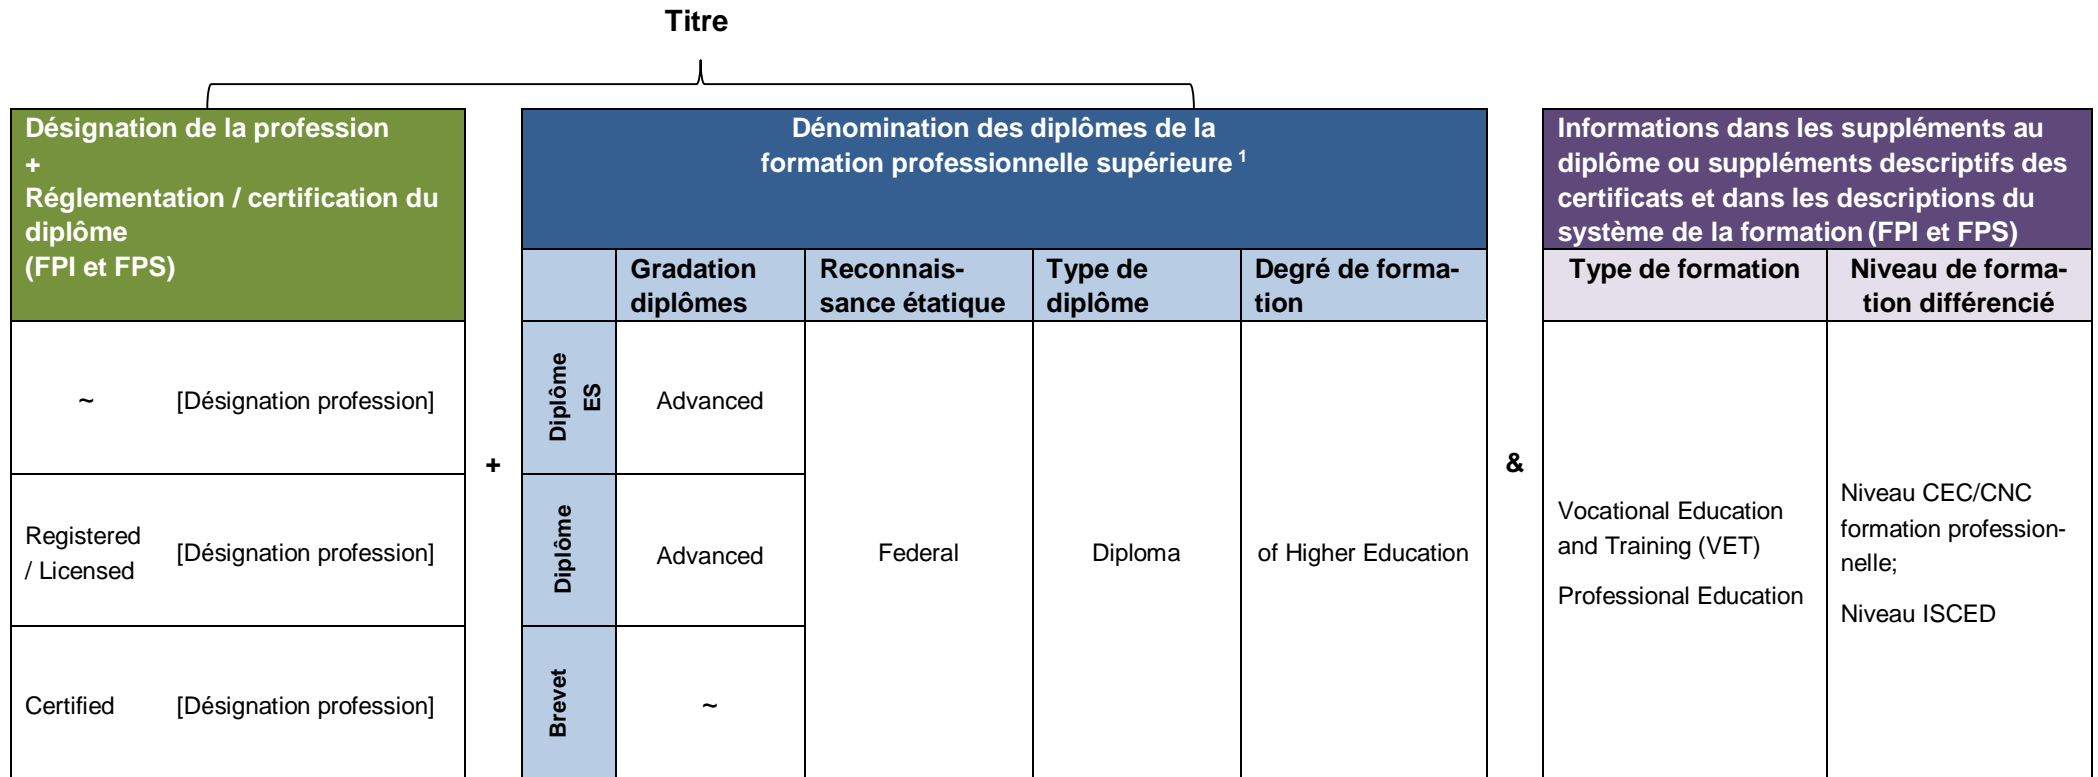 Titre
Désignation de la profession
+
Réglementation / certification du
diplôme
(FPI et FPS)
Dénomination des diplômes de la
formation professionnelle supérieure 1
Informations dans les suppléments au
diplôme ou suppléments descriptifs des
certificats et dans les descriptions du
système de la formation (FPI et FPS)
Gradation
diplômes
Reconnais-
sance étatique
Type de
diplôme
Degré de forma-
tion
Type de formation
Niveau de forma-
tion différencié
~ [Désignation profession]
Diplôme
ES
Advanced
+
&
Registered
/ Licensed
[Désignation profession]
Diplôme
Advanced
Federal
Diploma
of Higher Education
Vocational Education
and Training (VET)
Professional Education
Niveau CEC/CNC
formation profession-
nelle;
Niveau ISCED
Certified [Désignation profession]
Brevet
~